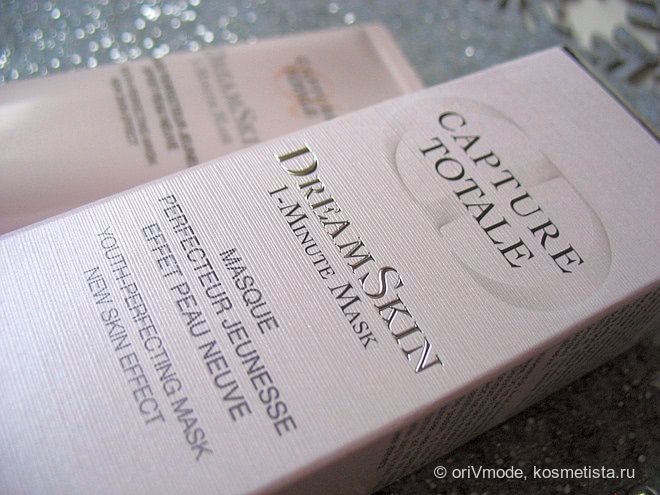 CAPTURE
TOTALE
DREAMSKIN
1-MINUTE MASK
MASQUE
PERFECTEUR JEUNESSE
EFFET PEAU NEUVE
YOUTH-PERFECTING MASK
NEW SKIN EFFECT
© oriVmode, kosmetista.ru